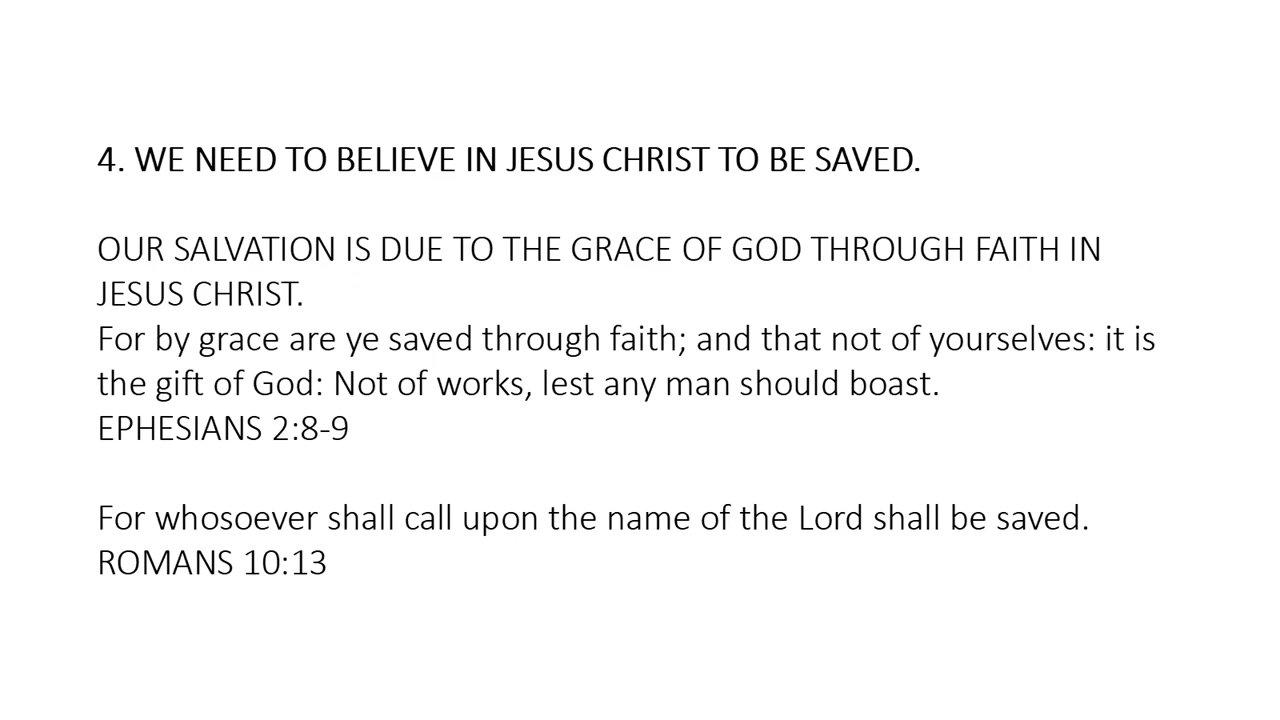 4. WE NEED TO BELIEVE IN JESUS CHRIST TO BE SAVED.
OUR SALVATION IS DUE TO THE GRACE OF GOD THROUGH FAITH IN
JESUS CHRIST.
For by grace are ye saved through faith; and that not of yourselves: it is
the gift of God: Not of works, lest any man should boast.
EPHESIANS 2:8-9
For whosoever shall call upon the name of the Lord shall be saved.
ROMANS 10:13